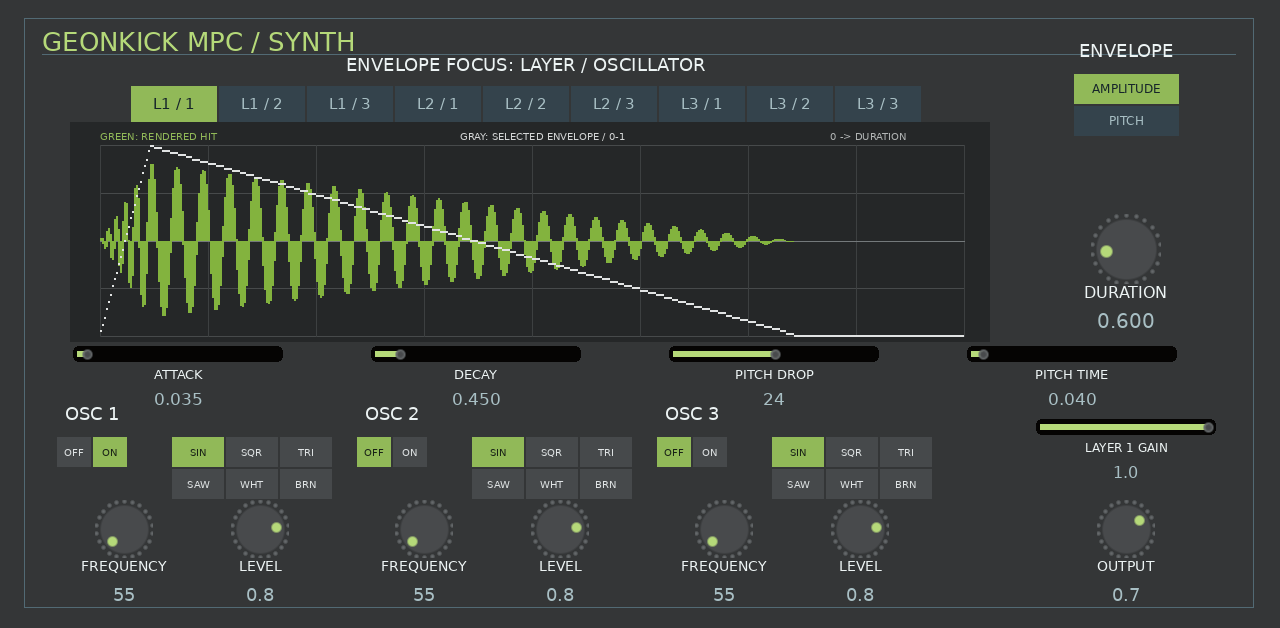 GEONKICK MPC / SYNTH
ENVELOPE
ENVELOPE FOCUS: LAYER / OSCILLATOR
AMPLITUDE
L1 / 1 L1 / 2 L1 / 3 L2 / 1 L2 / 2 L2 / 3 L3 / 1 L3 / 2 L3 / 3
PITCH
GREEN: RENDERED HIT GRAY: SELECTED ENVELOPE / 0-1 0 -> DURATION
DURATION
0.600
ATTACK DECAY PITCH DROP PITCH TIME
0.035 0.450 24 0.040
OSC 1 OSC 2 OSC 3
LAYER 1 GAIN
1.0
OFF ON SIN SQR TRI OFF ON SIN SQR TRI OFF ON SIN SQR TRI
SAW WHT BRN SAW WHT BRN SAW WHT BRN
FREQUENCY LEVEL FREQUENCY LEVEL FREQUENCY LEVEL OUTPUT
55 0.8 55 0.8 55 0.8 0.7